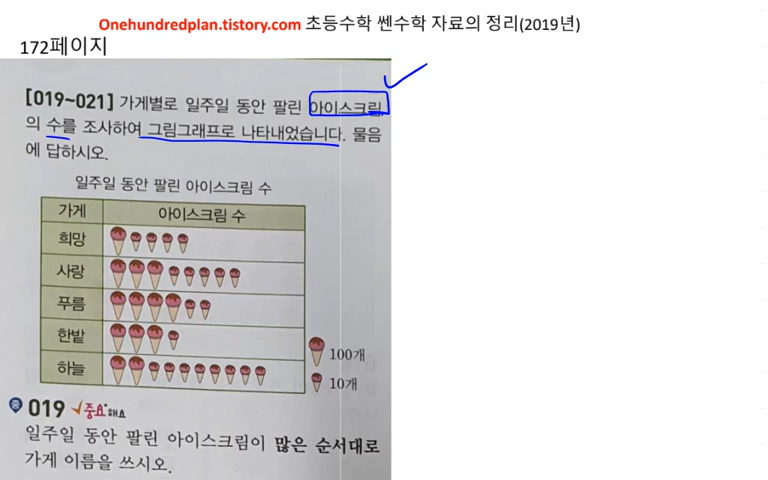 Onehundredplan.tistory.com 초등수학 쎈수학 자료의 정리(2019년)
172페이지
[019~021] 가게별로 일주일 동안 팔린 아이스크림
의 수를 조사하여 그림그래프로 나타내었습니다. 물음
에 답하시오.
일주일 동안 팔린 아이스크림 수
가게 아이스크림 수
희망
사랑
푸름
한밭
하늘
100개
10개
중 019 중요*해요
일주일 동안 팔린 아이스크림이 많은 순서대로
가게 이름을 쓰시오.